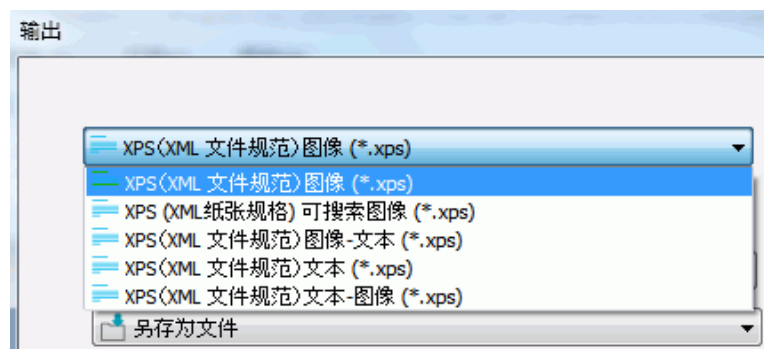 输出
XPS(XML 文件规范)图像 (*.xps)
XPS(XML 文件规范)图像 (*.xps)
XPS (XML纸张规格) 可搜索图像 (*.xps)
XPS(XML 文件规范)图像-文本 (*.xps)
XPS(XML 文件规范)文本 (*.xps)
XPS(XML 文件规范)文本-图像 (*.xps)
另存为文件